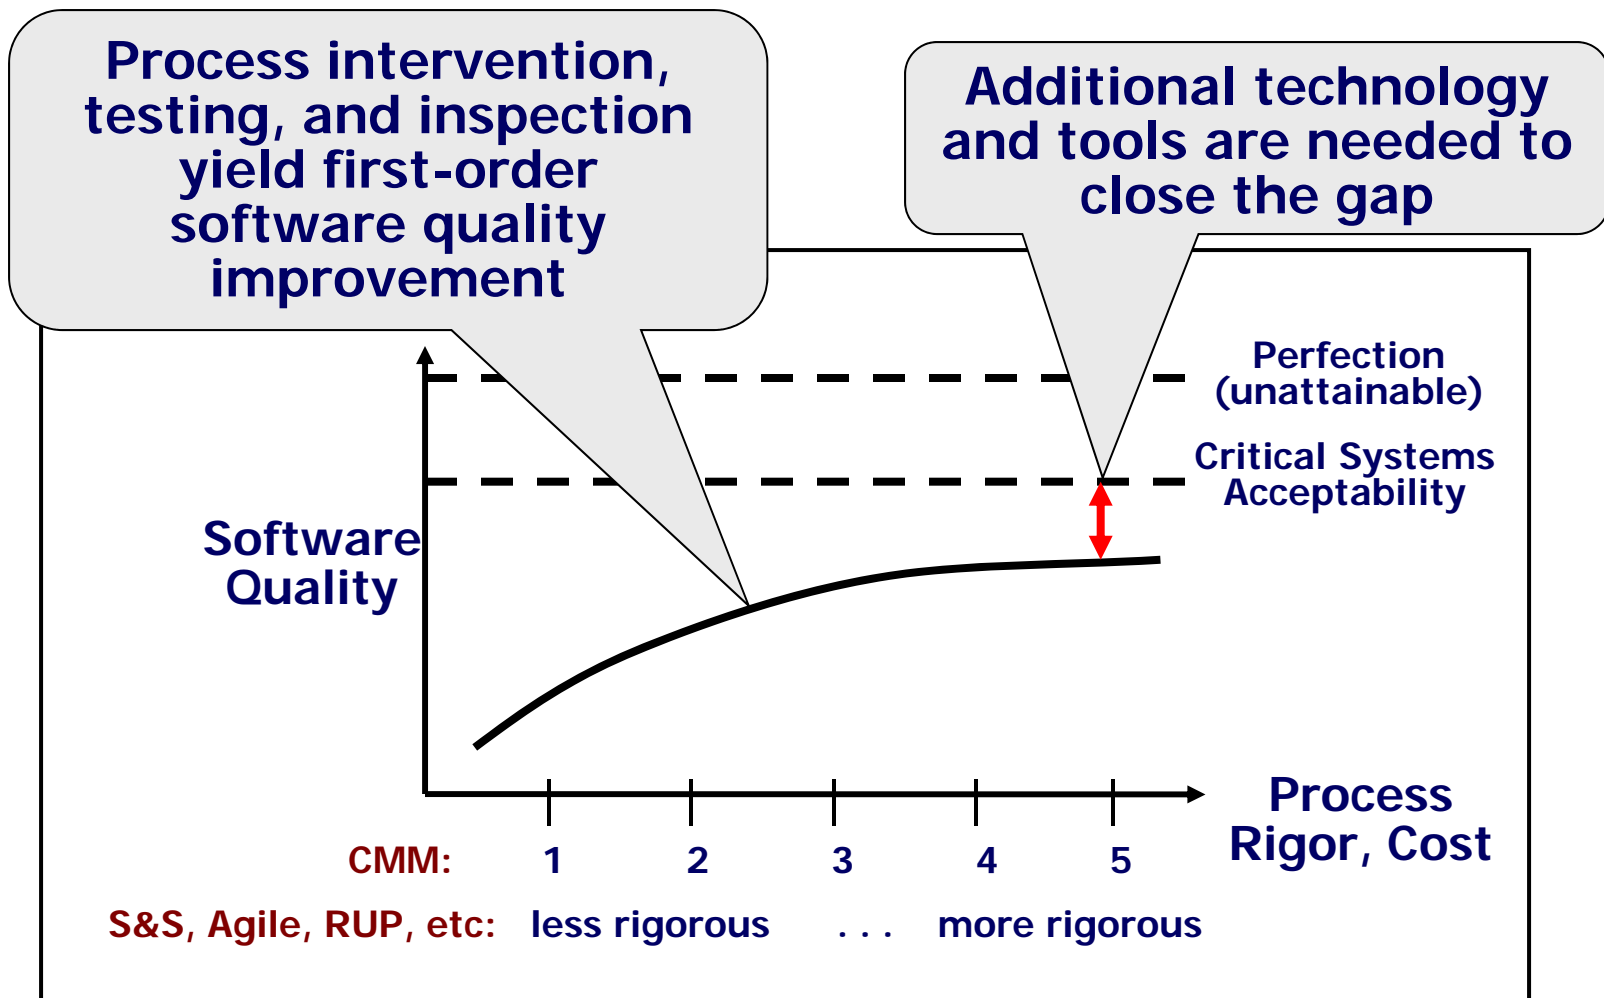 Process intervention,
testing, and inspection
yield first-order
software quality
improvement
Additional technology
and tools are needed to
close the gap
Perfection
(unattainable)
Critical Systems
Acceptability
Software
Quality
Process
Rigor, Cost
CMM: 1 2 3 4 5
S&S, Agile, RUP, etc: less rigorous . . . more rigorous